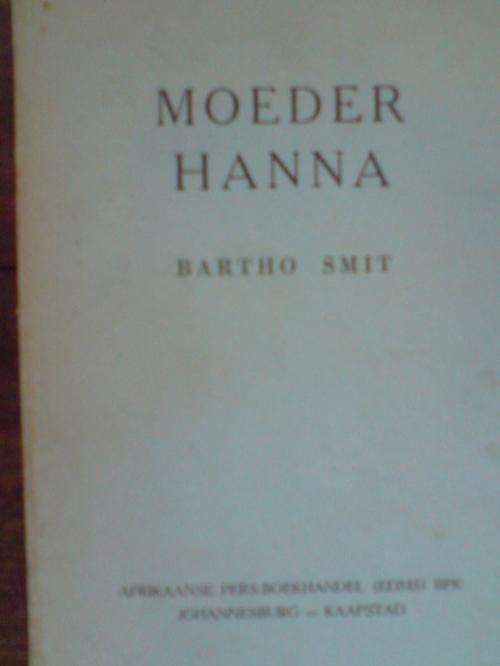 MOEDER
HANNA
BARTHO SMIT
AFRIKAANSE PERS-BOEKHANDEL (EDMS) BPK
JOHANNESBURG — KAAPSTAD